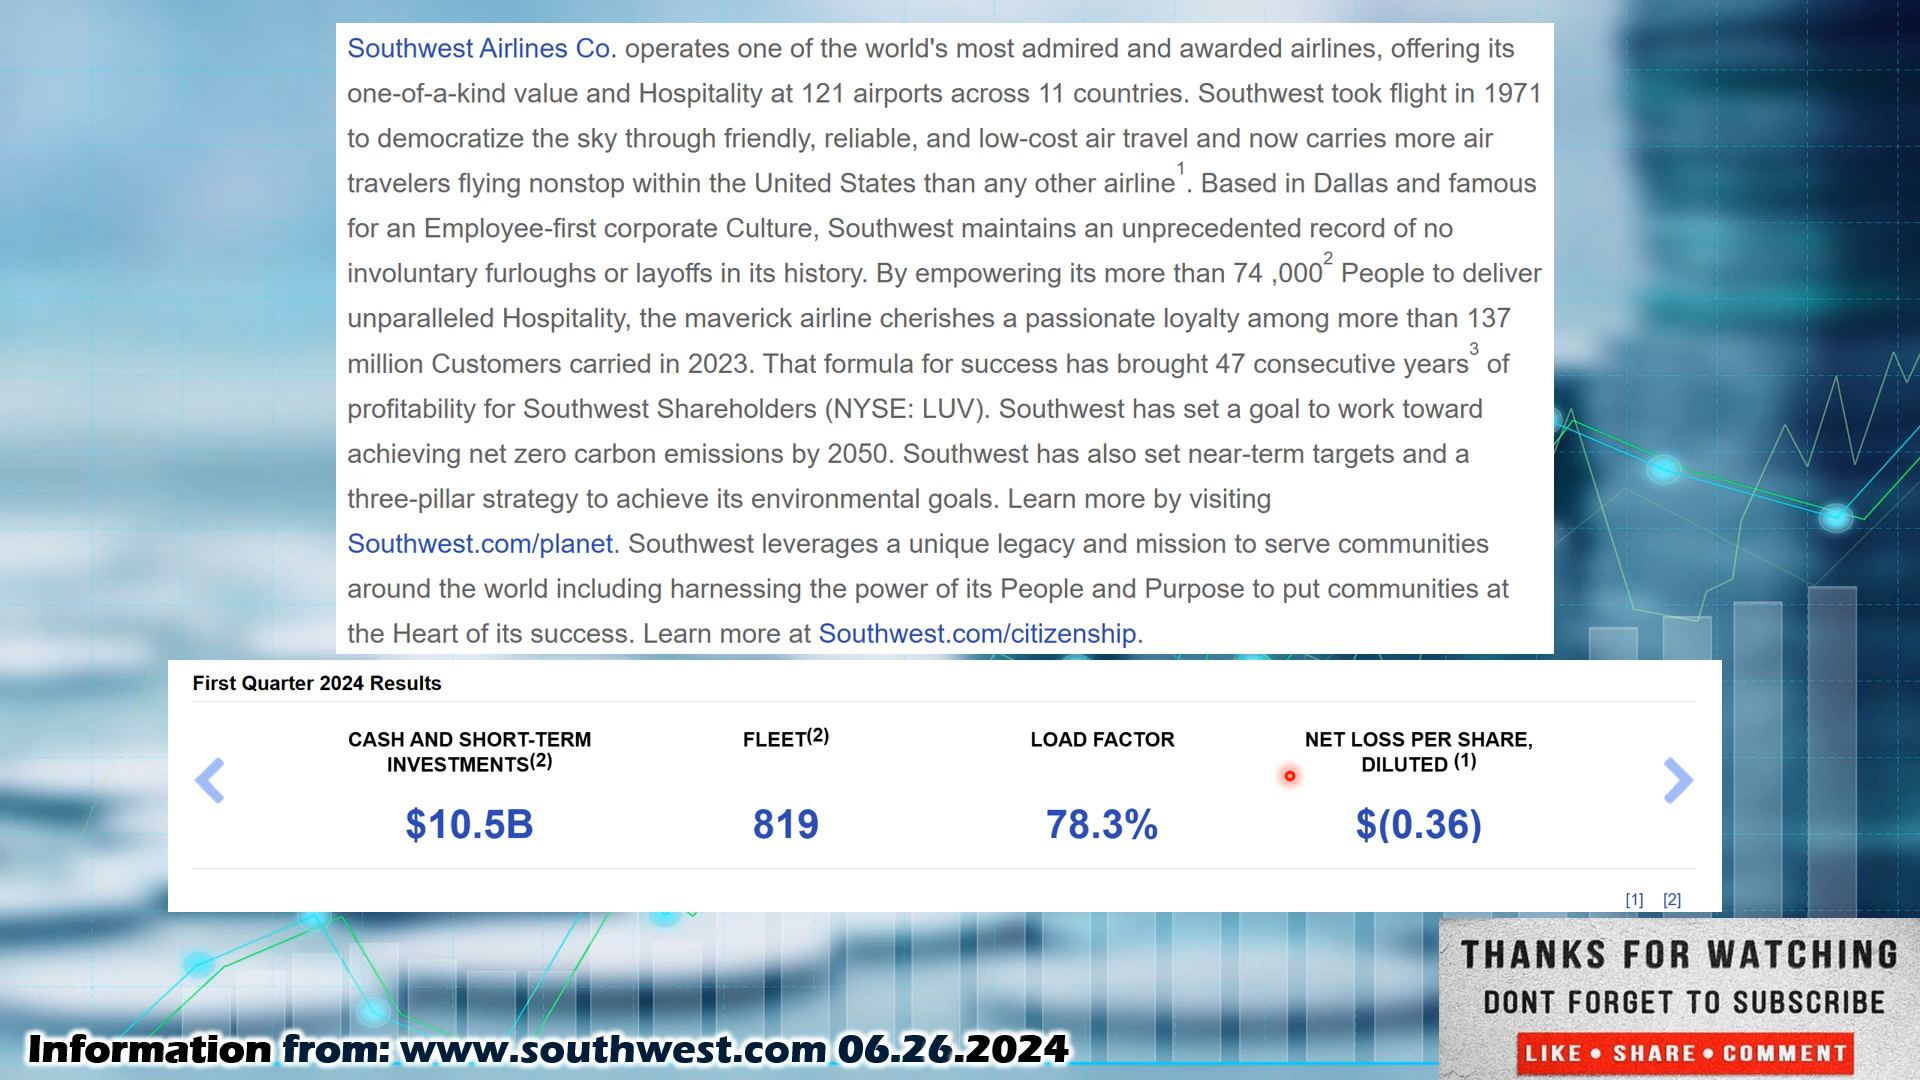 Southwest Airlines Co. operates one of the world's most admired and awarded airlines, offering its
one-of-a-kind value and Hospitality at 121 airports across 11 countries. Southwest took flight in 1971
to democratize the sky through friendly, reliable, and low-cost air travel and now carries more air
travelers flying nonstop within the United States than any other airline1. Based in Dallas and famous
for an Employee-first corporate Culture, Southwest maintains an unprecedented record of no
involuntary furloughs or layoffs in its history. By empowering its more than 74 ,0002 People to deliver
unparalleled Hospitality, the maverick airline cherishes a passionate loyalty among more than 137
million Customers carried in 2023. That formula for success has brought 47 consecutive years3 of
profitability for Southwest Shareholders (NYSE: LUV). Southwest has set a goal to work toward
achieving net zero carbon emissions by 2050. Southwest has also set near-term targets and a
three-pillar strategy to achieve its environmental goals. Learn more by visiting
Southwest.com/planet. Southwest leverages a unique legacy and mission to serve communities
around the world including harnessing the power of its People and Purpose to put communities at
the Heart of its success. Learn more at Southwest.com/citizenship.
First Quarter 2024 Results
CASH AND SHORT-TERM
INVESTMENTS(2)
$10.5B
FLEET(2)
819
LOAD FACTOR
78.3%
NET LOSS PER SHARE,
DILUTED (1)
$(0.36)
[1] [2]
THANKS FOR WATCHING
DONT FORGET TO SUBSCRIBE
LIKE • SHARE • COMMENT
Information from: www.southwest.com 06.26.2024